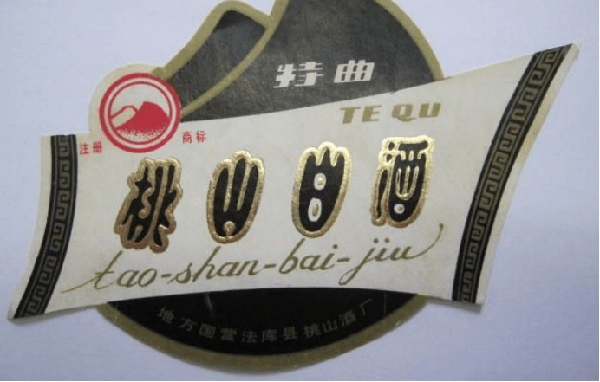 特曲
TE QU
注册 商标
桃山白酒
tao-shan-bai-jiu
地方国营法库县桃山酒厂